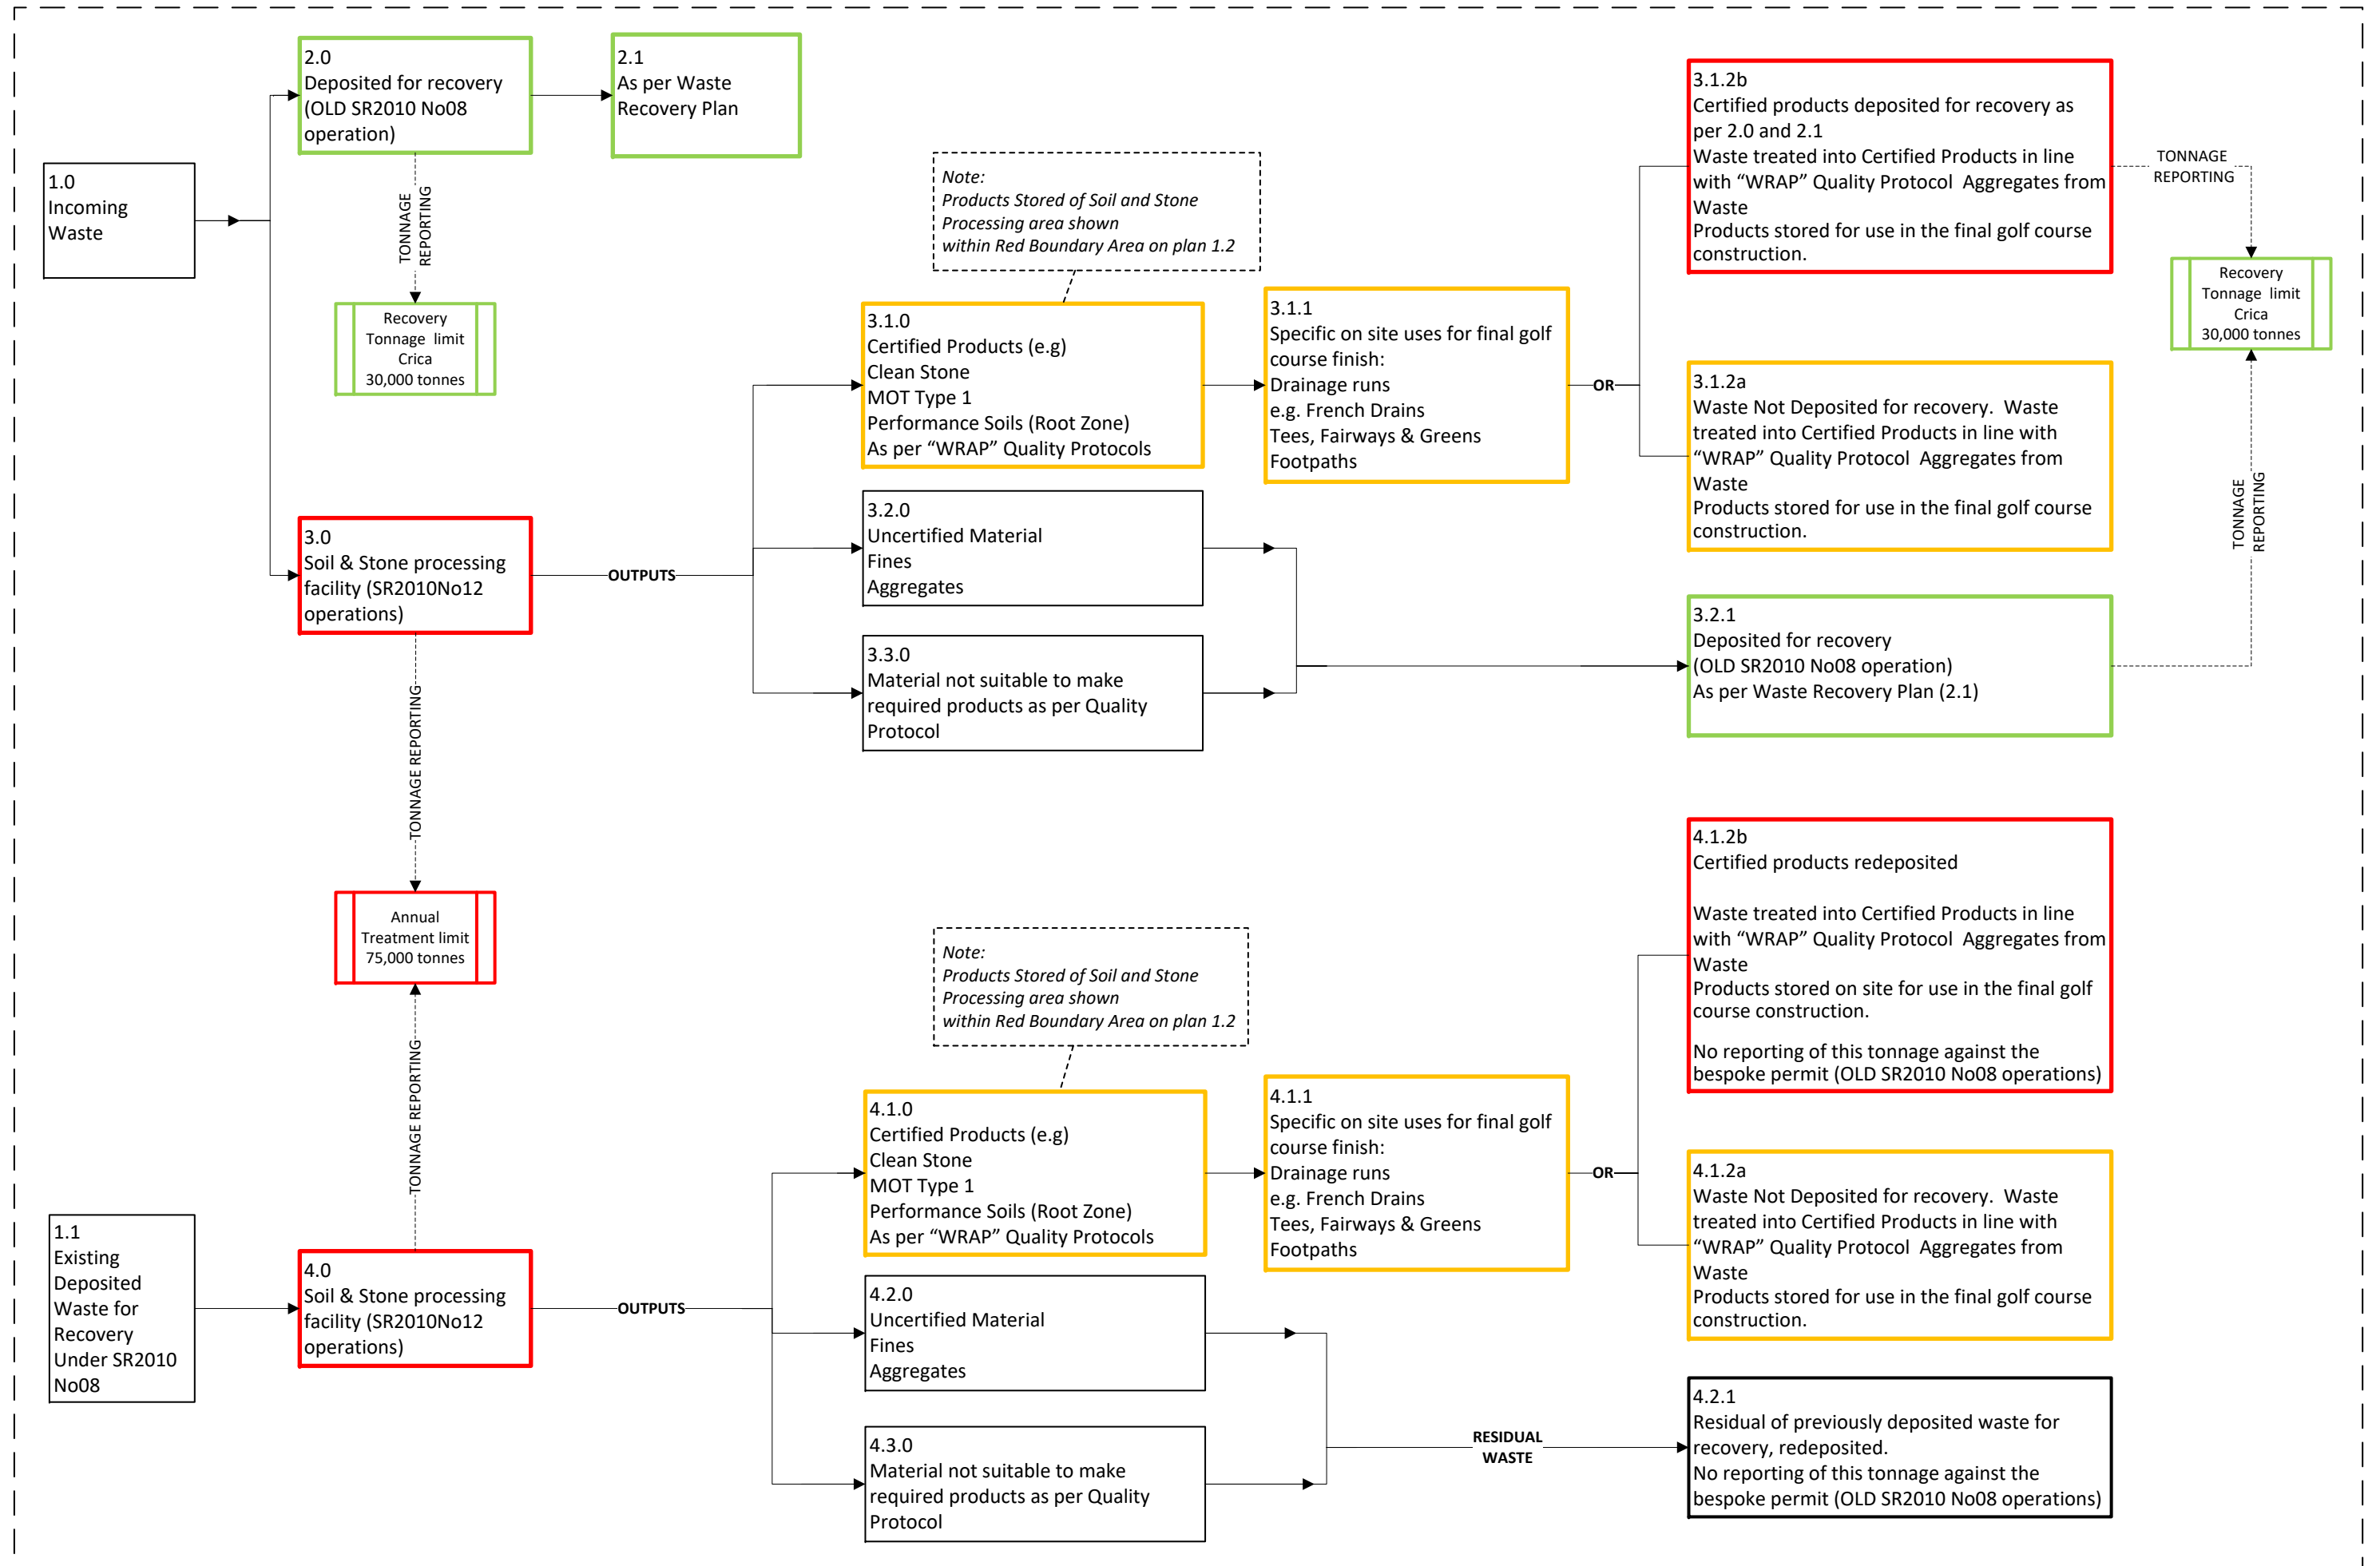 2.0
Deposited for recovery
(OLD SR2010 No08
operation)
2.1
As per Waste
Recovery Plan
1.0
Incoming
Waste
TONNAGE
REPORTING
Recovery
Tonnage limit
Crica
30,000 tonnes
Note:
Products Stored of Soil and Stone
Processing area shown
within Red Boundary Area on plan 1.2
3.1.0
Certified Products (e.g)
Clean Stone
MOT Type 1
Performance Soils (Root Zone)
As per “WRAP” Quality Protocols
3.1.1
Specific on site uses for final golf
course finish:
Drainage runs
e.g. French Drains
Tees, Fairways & Greens
Footpaths
OR
3.1.2b
Certified products deposited for recovery as
per 2.0 and 2.1
Waste treated into Certified Products in line
with “WRAP” Quality Protocol Aggregates from
Waste
Products stored for use in the final golf course
construction.
TONNAGE
REPORTING
Recovery
Tonnage limit
Crica
30,000 tonnes
3.1.2a
Waste Not Deposited for recovery. Waste
treated into Certified Products in line with
“WRAP” Quality Protocol Aggregates from
Waste
Products stored for use in the final golf course
construction.
TONNAGE
REPORTING
3.0
Soil & Stone processing
facility (SR2010No12
operations)
OUTPUTS
3.2.0
Uncertified Material
Fines
Aggregates
3.3.0
Material not suitable to make
required products as per Quality
Protocol
3.2.1
Deposited for recovery
(OLD SR2010 No08 operation)
As per Waste Recovery Plan (2.1)
TONNAGE REPORTING
Annual
Treatment limit
75,000 tonnes
TONNAGE REPORTING
1.1
Existing
Deposited
Waste for
Recovery
Under SR2010
No08
4.0
Soil & Stone processing
facility (SR2010No12
operations)
OUTPUTS
Note:
Products Stored of Soil and Stone
Processing area shown
within Red Boundary Area on plan 1.2
4.1.0
Certified Products (e.g)
Clean Stone
MOT Type 1
Performance Soils (Root Zone)
As per “WRAP” Quality Protocols
4.1.1
Specific on site uses for final golf
course finish:
Drainage runs
e.g. French Drains
Tees, Fairways & Greens
Footpaths
OR
4.1.2b
Certified products redeposited
Waste treated into Certified Products in line
with “WRAP” Quality Protocol Aggregates from
Waste
Products stored on site for use in the final golf
course construction.
No reporting of this tonnage against the
bespoke permit (OLD SR2010 No08 operations)
4.1.2a
Waste Not Deposited for recovery. Waste
treated into Certified Products in line with
“WRAP” Quality Protocol Aggregates from
Waste
Products stored for use in the final golf course
construction.
4.2.0
Uncertified Material
Fines
Aggregates
4.3.0
Material not suitable to make
required products as per Quality
Protocol
RESIDUAL
WASTE
4.2.1
Residual of previously deposited waste for
recovery, redeposited.
No reporting of this tonnage against the
bespoke permit (OLD SR2010 No08 operations)